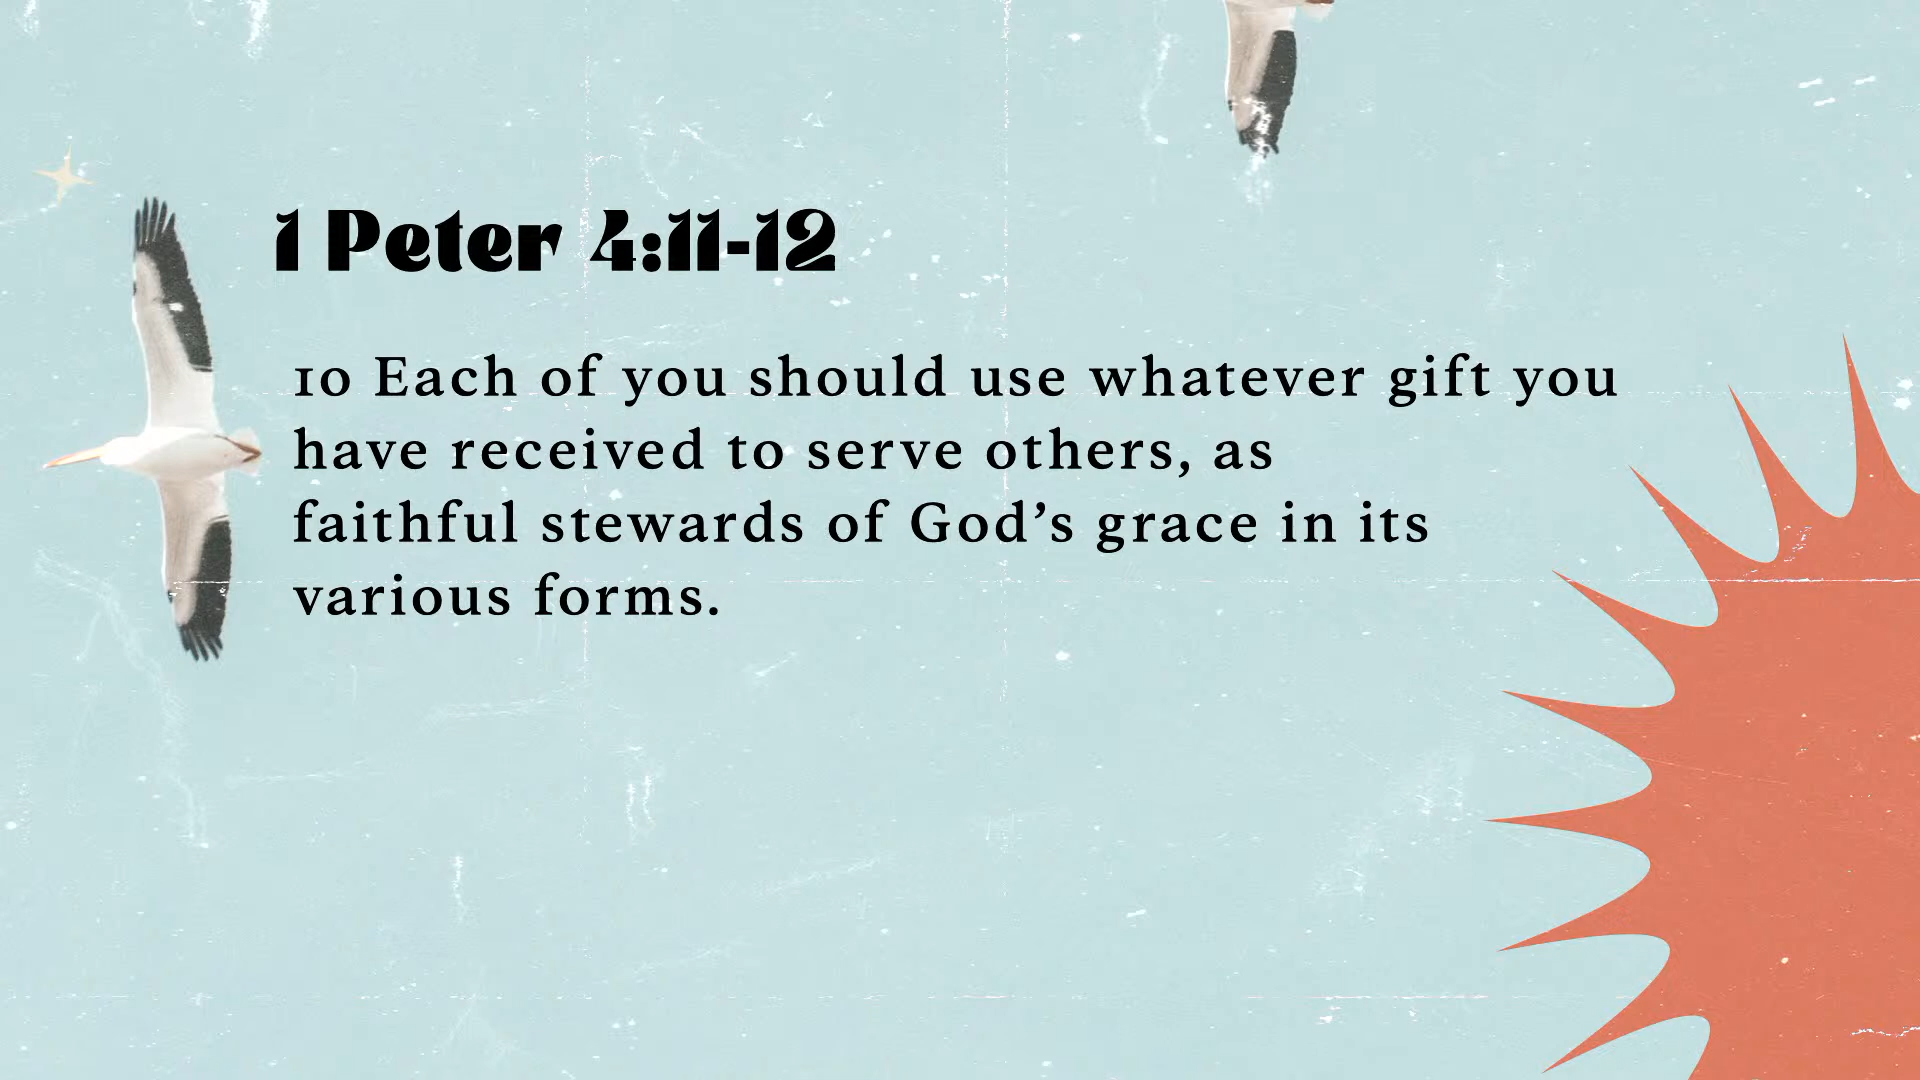 1 Peter 4:11-12
10 Each of you should use whatever gift you
have received to serve others, as
faithful stewards of God’s grace in its
various forms.